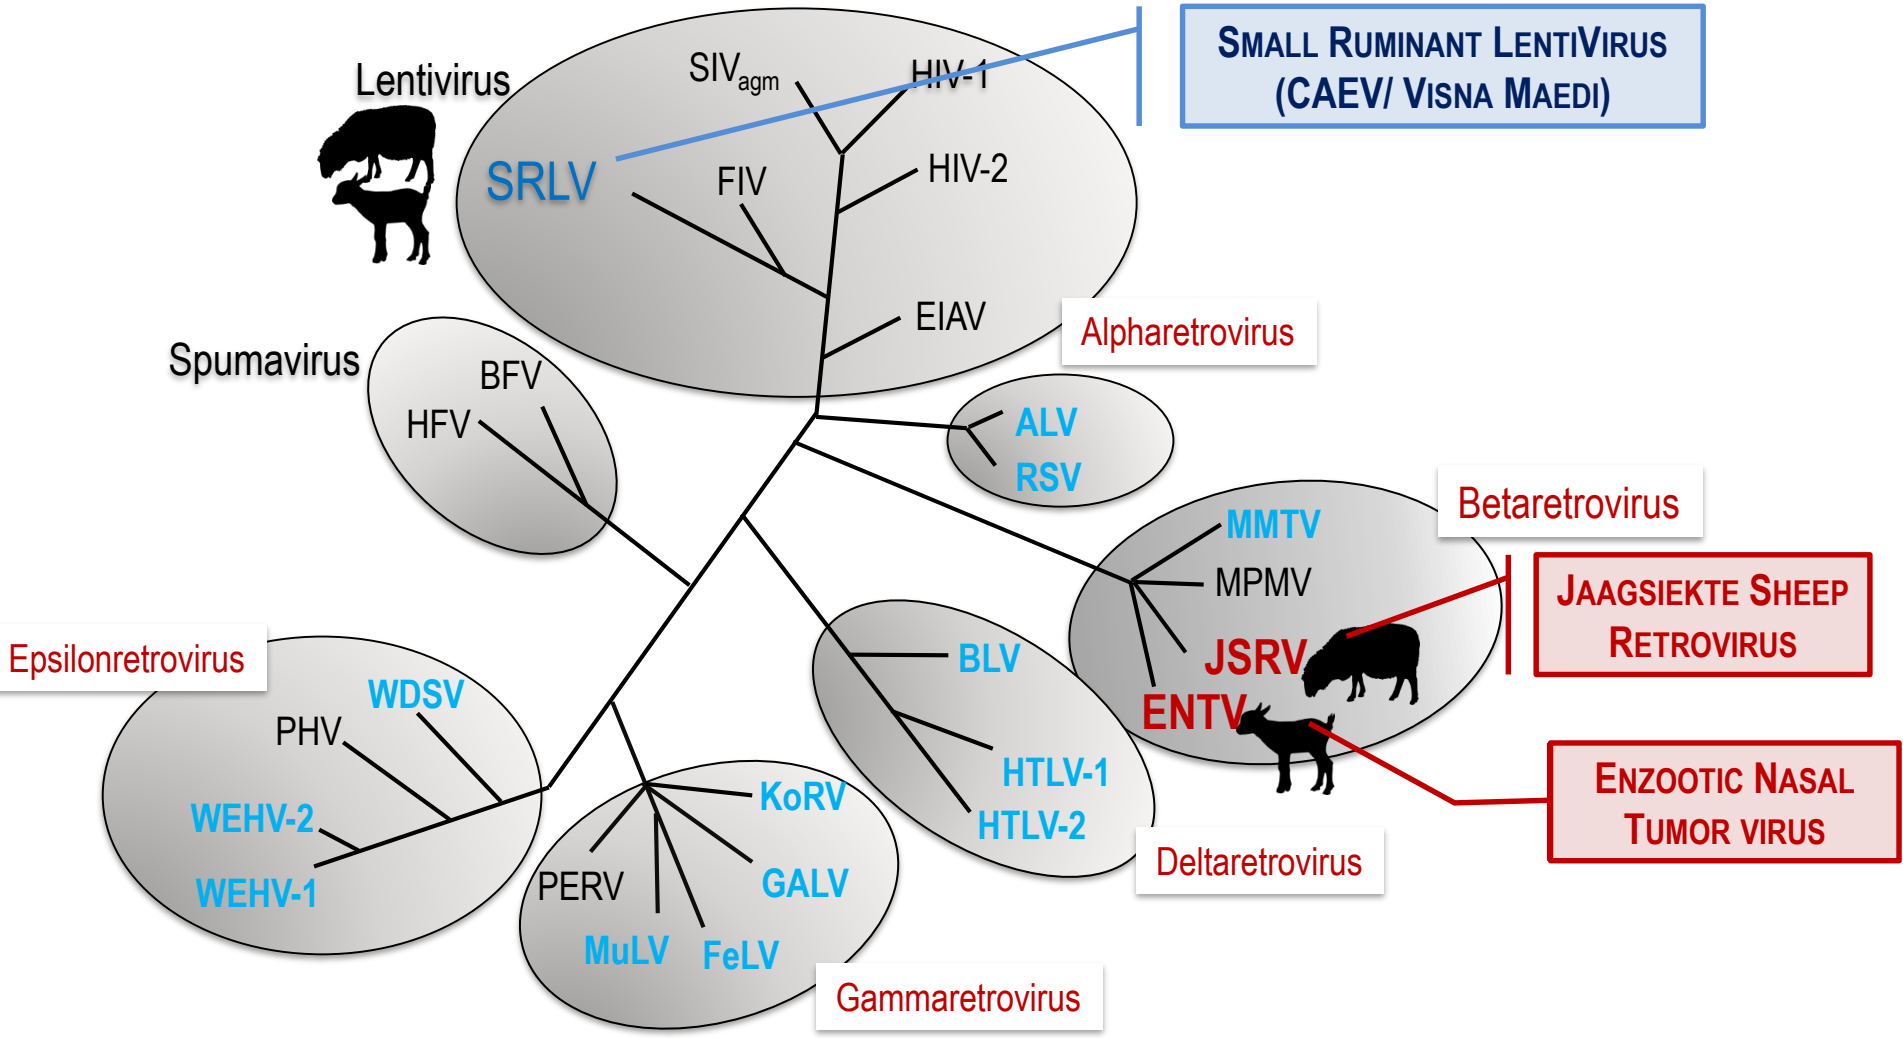 SMALL RUMINANT LENTIVIRUS
(CAEV/ VISNA MAEDI)
Lentivirus
SIVagm
HIV-1
SRLV
FIV
HIV-2
EIAV
Alpharetrovirus
Spumavirus
BFV
HFV
ALV
RSV
Betaretrovirus
MMTV
MPMV
JAAGSIEKTE SHEEP
RETROVIRUS
JSRV
ENTV
Epsilonretrovirus
WDSV
PHV
WEHV-2
WEHV-1
BLV
HTLV-1
HTLV-2
Deltaretrovirus
ENZOOTIC NASAL
TUMOR VIRUS
KoRV
PERV
GALV
MuLV
FeLV
Gammaretrovirus